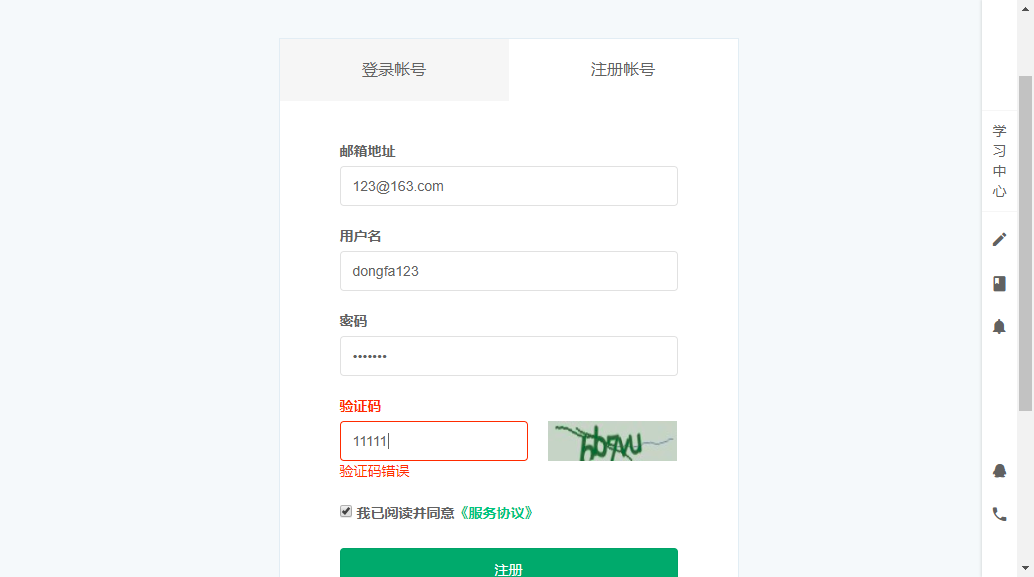 登录帐号
注册帐号
邮箱地址
123@163.com
用户名
dongfa123
密码
•••••••
验证码
11111
验证码错误
我已阅读并同意《服务协议》
注册
学
习
中
心